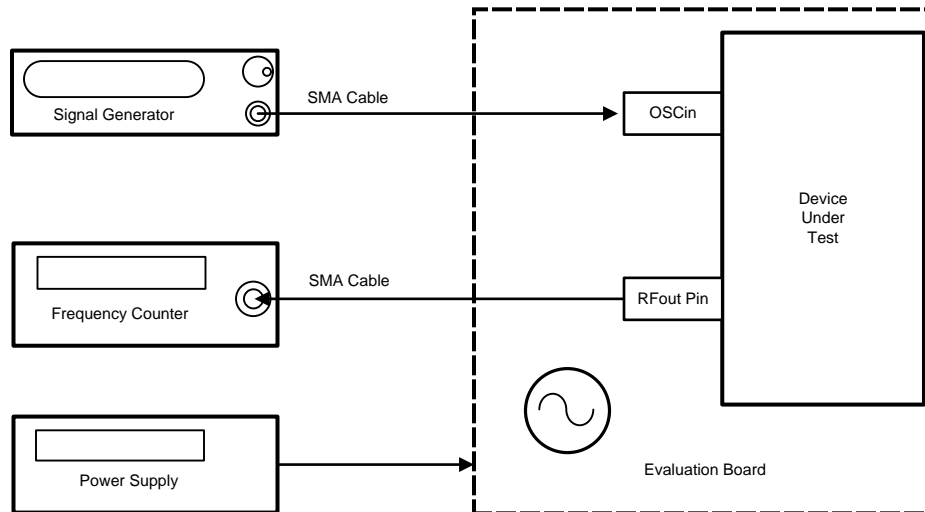 Signal Generator
SMA Cable
OSCin
Device
Under
Test
SMA Cable
RFout Pin
Frequency Counter
Power Supply
Evaluation Board